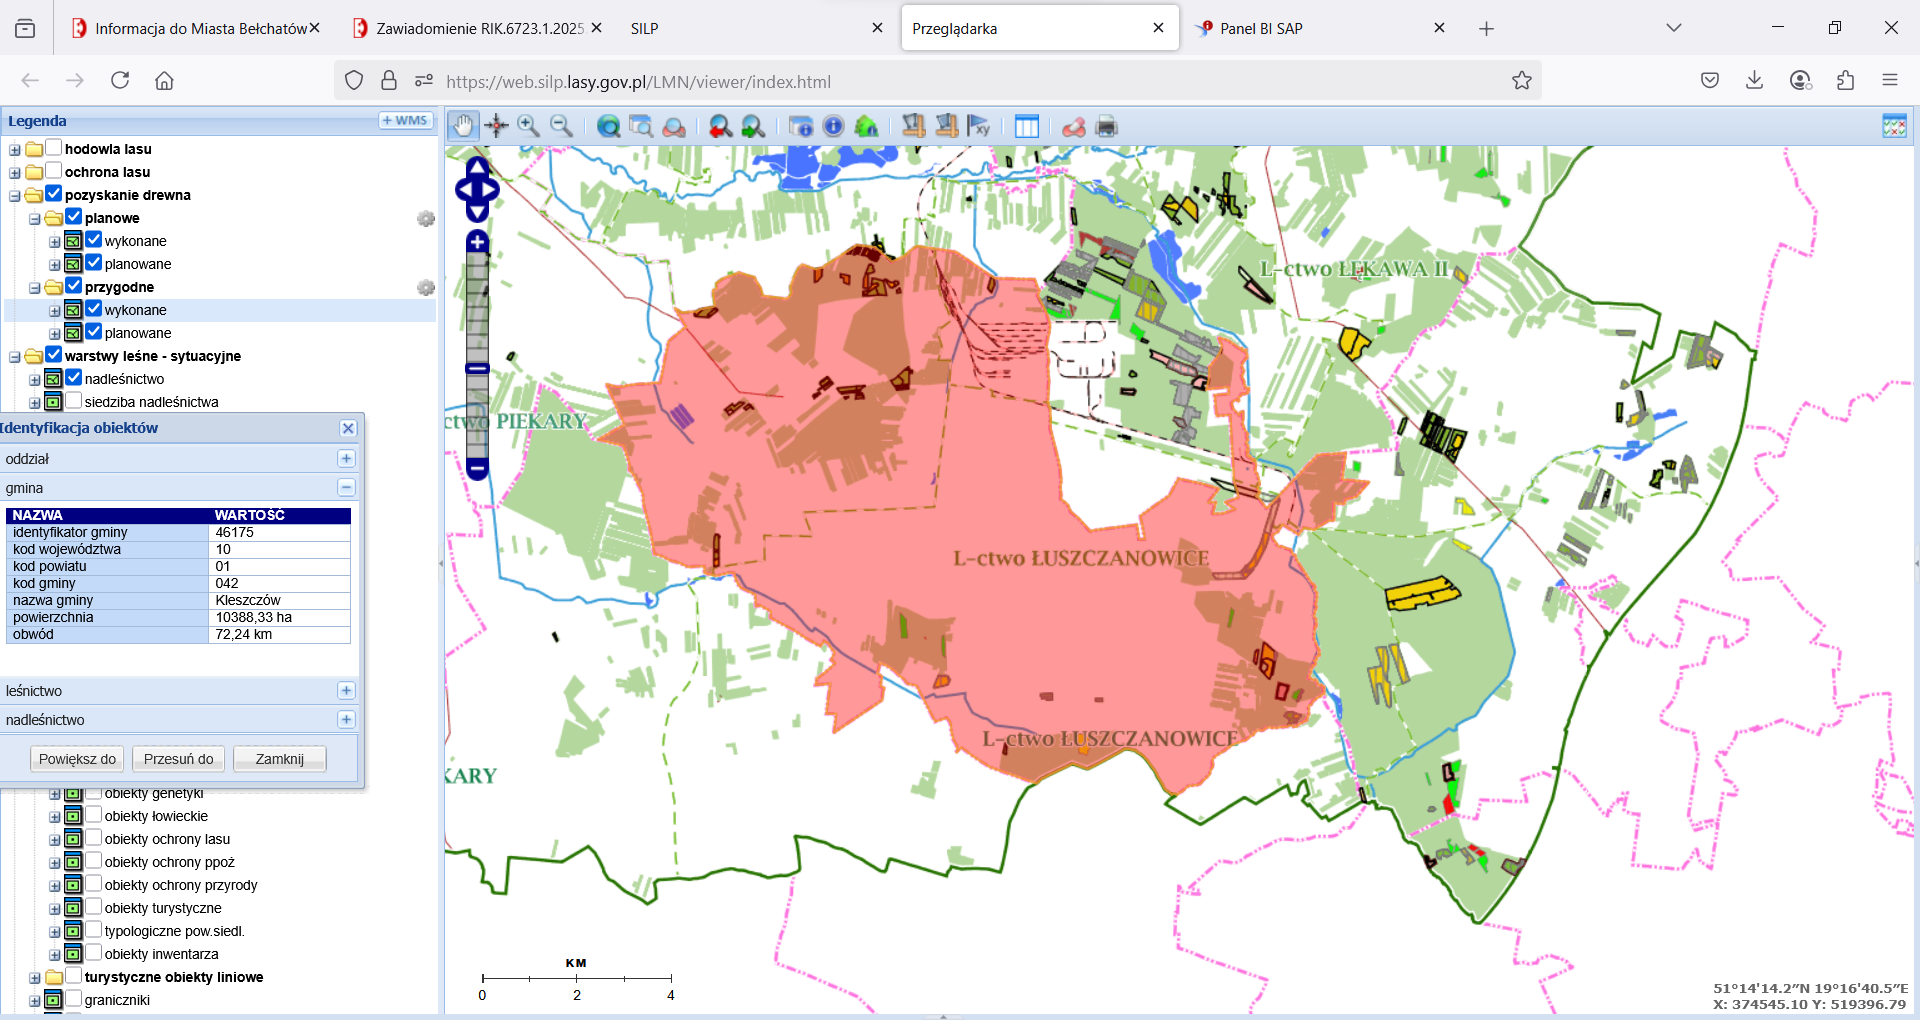 Informacja do Miasta Bełchatów
Zawiadomienie RIK.6723.1.2025
SILP
Przeglądarka
Panel BI SAP
https://web.silp.lasy.gov.pl/LMN/viewer/index.html
Legenda
+ WMS
hodowla lasu
ochrona lasu
pozyskanie drewna
planowe
wykonane
planowane
przygodne
wykonane
planowane
warstwy leśne - sytuacyjne
nadleśnictwo
siedziba nadleśnictwa
Identyfikacja obiektów
oddział
gmina
NAZWA WARTOŚĆ
identyfikator gminy 46175
kod województwa 10
kod powiatu 01
kod gminy 042
nazwa gminy Kleszczów
powierzchnia 10388,33 ha
obwód 72,24 km
leśnictwo
nadleśnictwo
Powiększ do Przesuń do Zamknij
obiekty genetyki
obiekty łowieckie
obiekty ochrony lasu
obiekty ochrony ppoż
obiekty ochrony przyrody
obiekty turystyczne
typologiczne pow.siedl.
obiekty inwentarza
turystyczne obiekty liniowe
graniczniki
xy
L-ctwo ŁĘKAWA II
ctwo PIEKARY
L-ctwo ŁUSZCZANOWICE
L-ctwo ŁUSZCZANOWICE
KARY
KM
0 2 4
51°14'14.2"N 19°16'40.5"E
X: 374545.10 Y: 519396.79